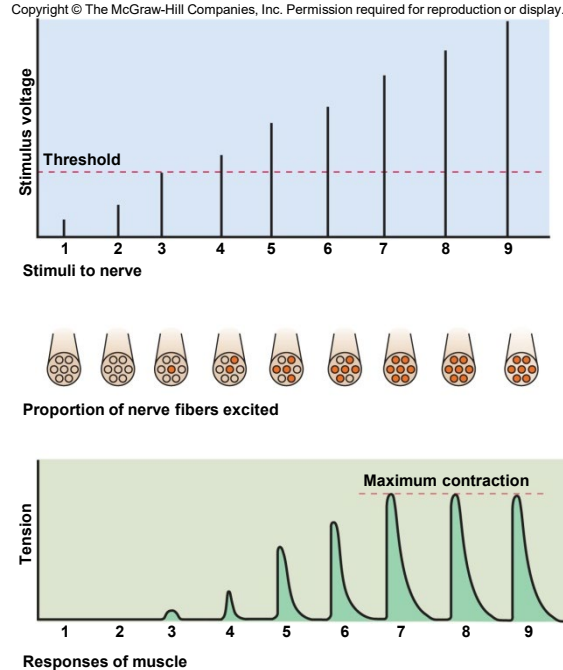 Copyright © The McGraw-Hill Companies, Inc. Permission required for reproduction or display.
Stimulus voltage
Threshold
1 2 3 4 5 6 7 8 9
Stimuli to nerve
Proportion of nerve fibers excited
Maximum contraction
Tension
1 2 3 4 5 6 7 8 9
Responses of muscle